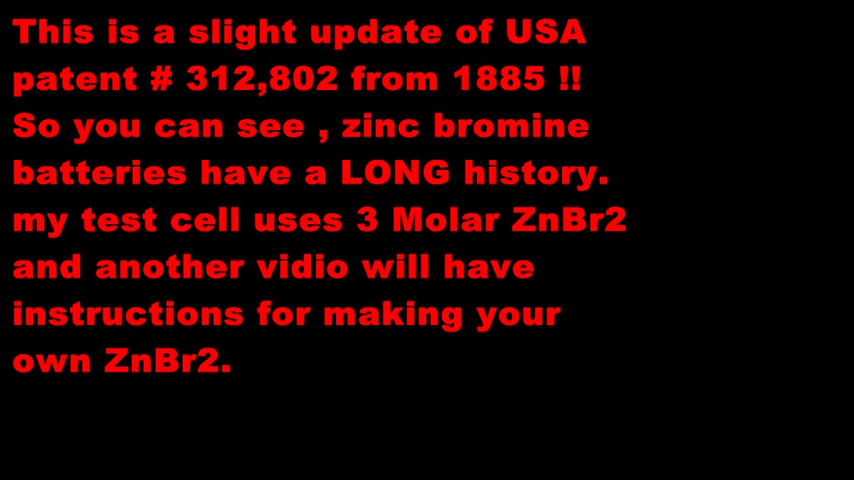 This is a slight update of USA
patent # 312,802 from 1885 !!
So you can see , zinc bromine
batteries have a LONG history.
my test cell uses 3 Molar ZnBr2
and another vidio will have
instructions for making your
own ZnBr2.